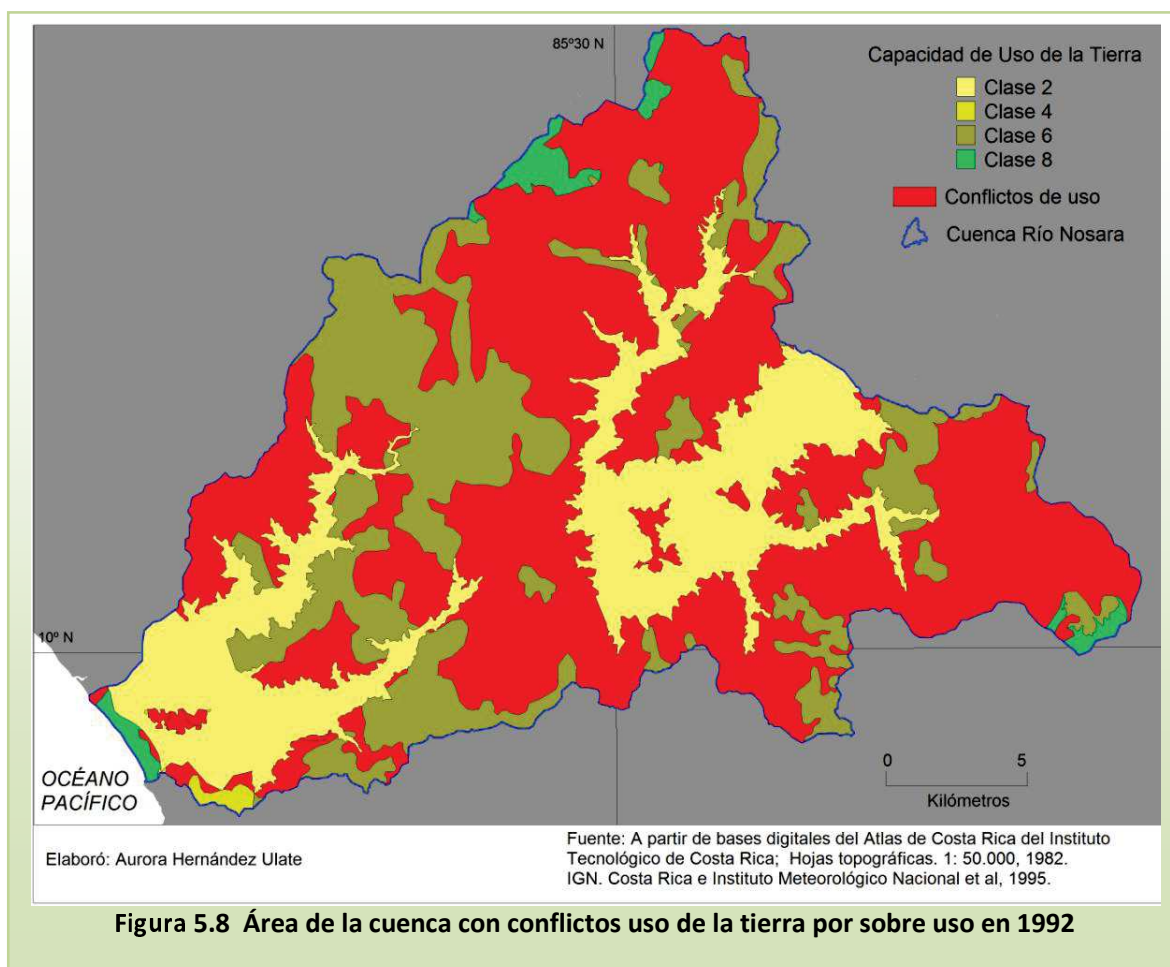 85º30 N
Capacidad de Uso de la Tierra
Clase 2
Clase 4
Clase 6
Clase 8
Conflictos de uso
Cuenca Río Nosara
10º N
OCÉANO
PACÍFICO
0 5
Kilómetros
Elaboró: Aurora Hernández Ulate
Fuente: A partir de bases digitales del Atlas de Costa Rica del Instituto
Tecnológico de Costa Rica; Hojas topográficas. 1: 50.000, 1982.
IGN. Costa Rica e Instituto Meteorológico Nacional et al, 1995.
Figura 5.8 Área de la cuenca con conflictos uso de la tierra por sobre uso en 1992